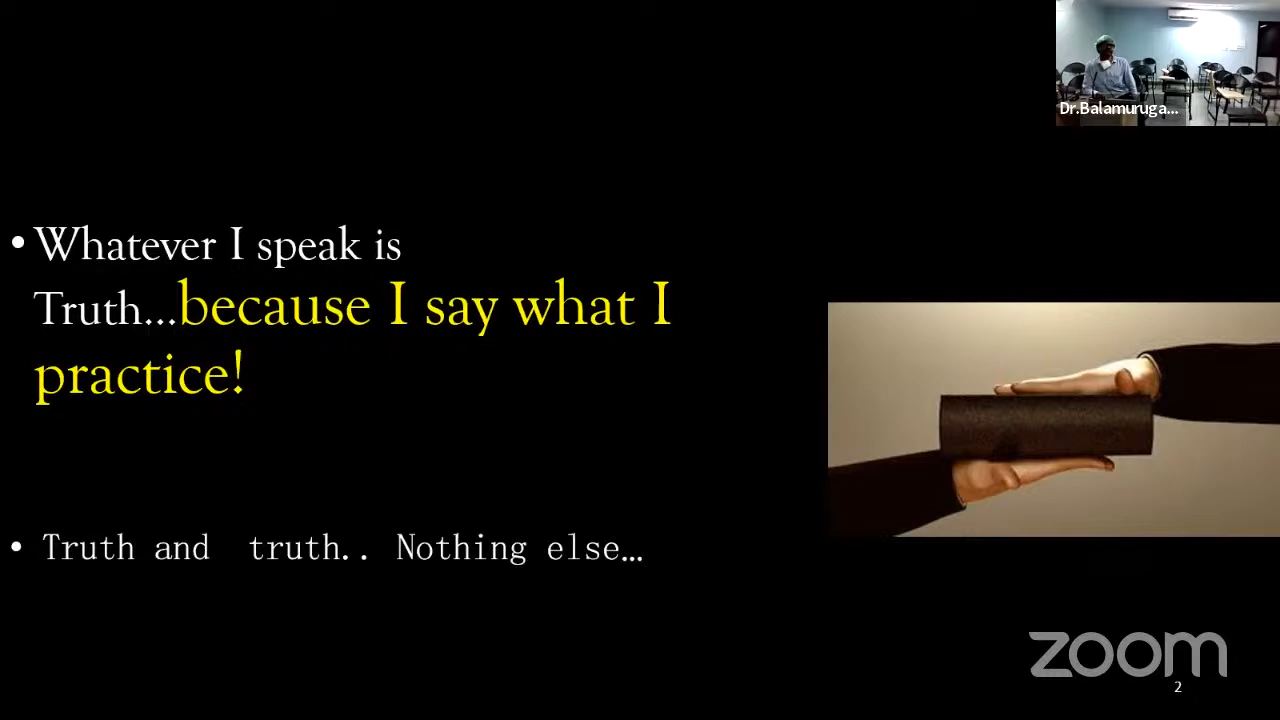 Dr.Balamuruga...
• Whatever I speak is
Truth...because I say what I
practice!
• Truth and  truth.. Nothing else...
zoom
2